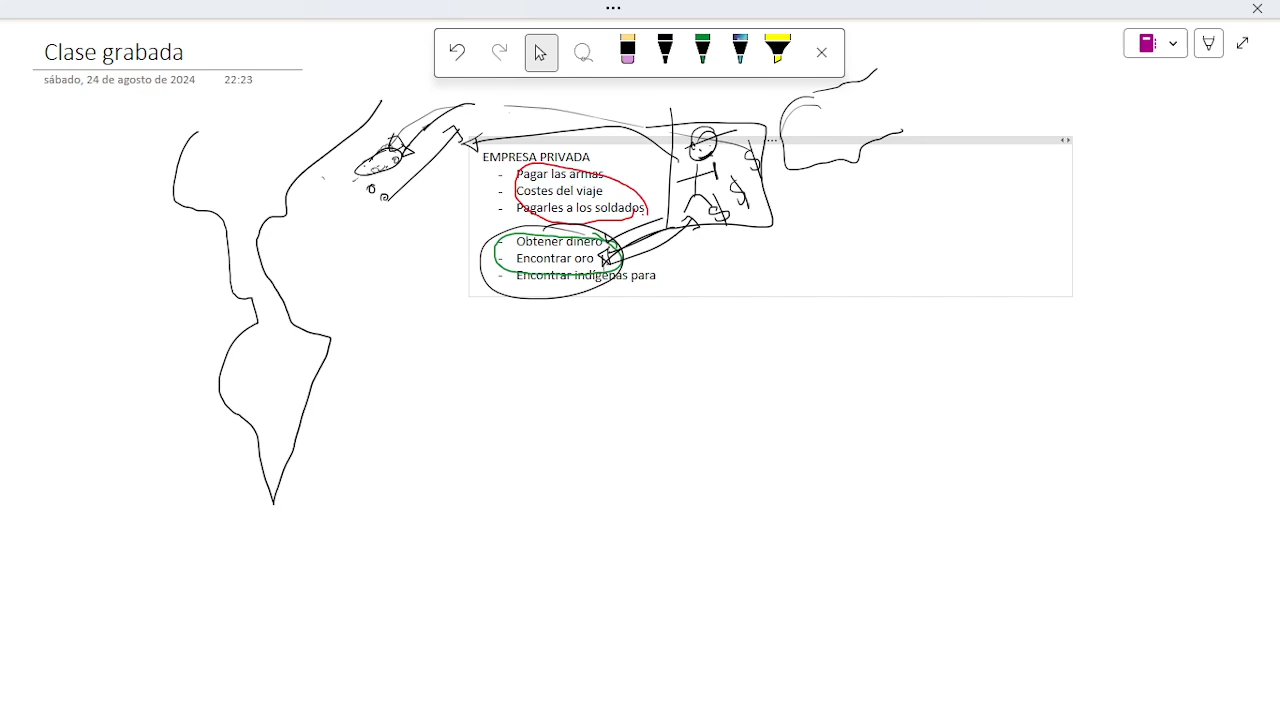 Clase grabada
sábado, 24 de agosto de 2024 22:23
EMPRESA PRIVADA
- Pagar las armas
- Costes del viaje
- Pagarles a los soldados
- Obtener dinero
- Encontrar oro
- Encontrar indígenas para
$
$
$